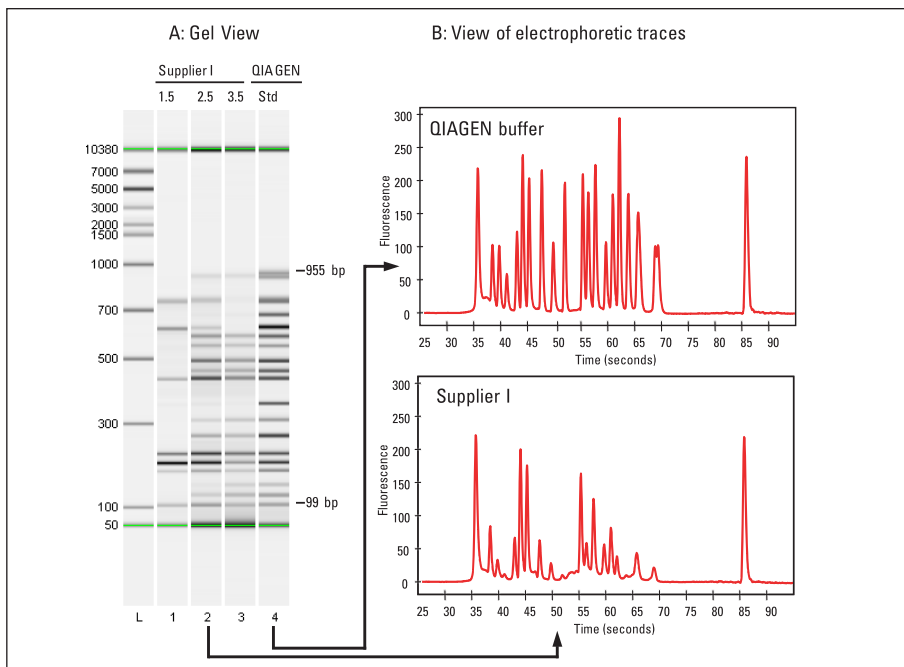 A: Gel View
B: View of electrophoretic traces
Supplier I
QIAGEN
1.5 2.5 3.5 Std
10380
7000
5000
3000
2000
1500
1000
700
500
300
100
50
955 bp
99 bp
L 1 2 3 4
QIAGEN buffer
Fluorescence
300
250
200
150
100
50
0
25 30 35 40 45 50 55 60 65 70 75 80 85 90
Time (seconds)
Supplier I
Fluorescence
300
250
200
150
100
50
0
25 30 35 40 45 50 55 60 65 70 75 80 85 90
Time (seconds)